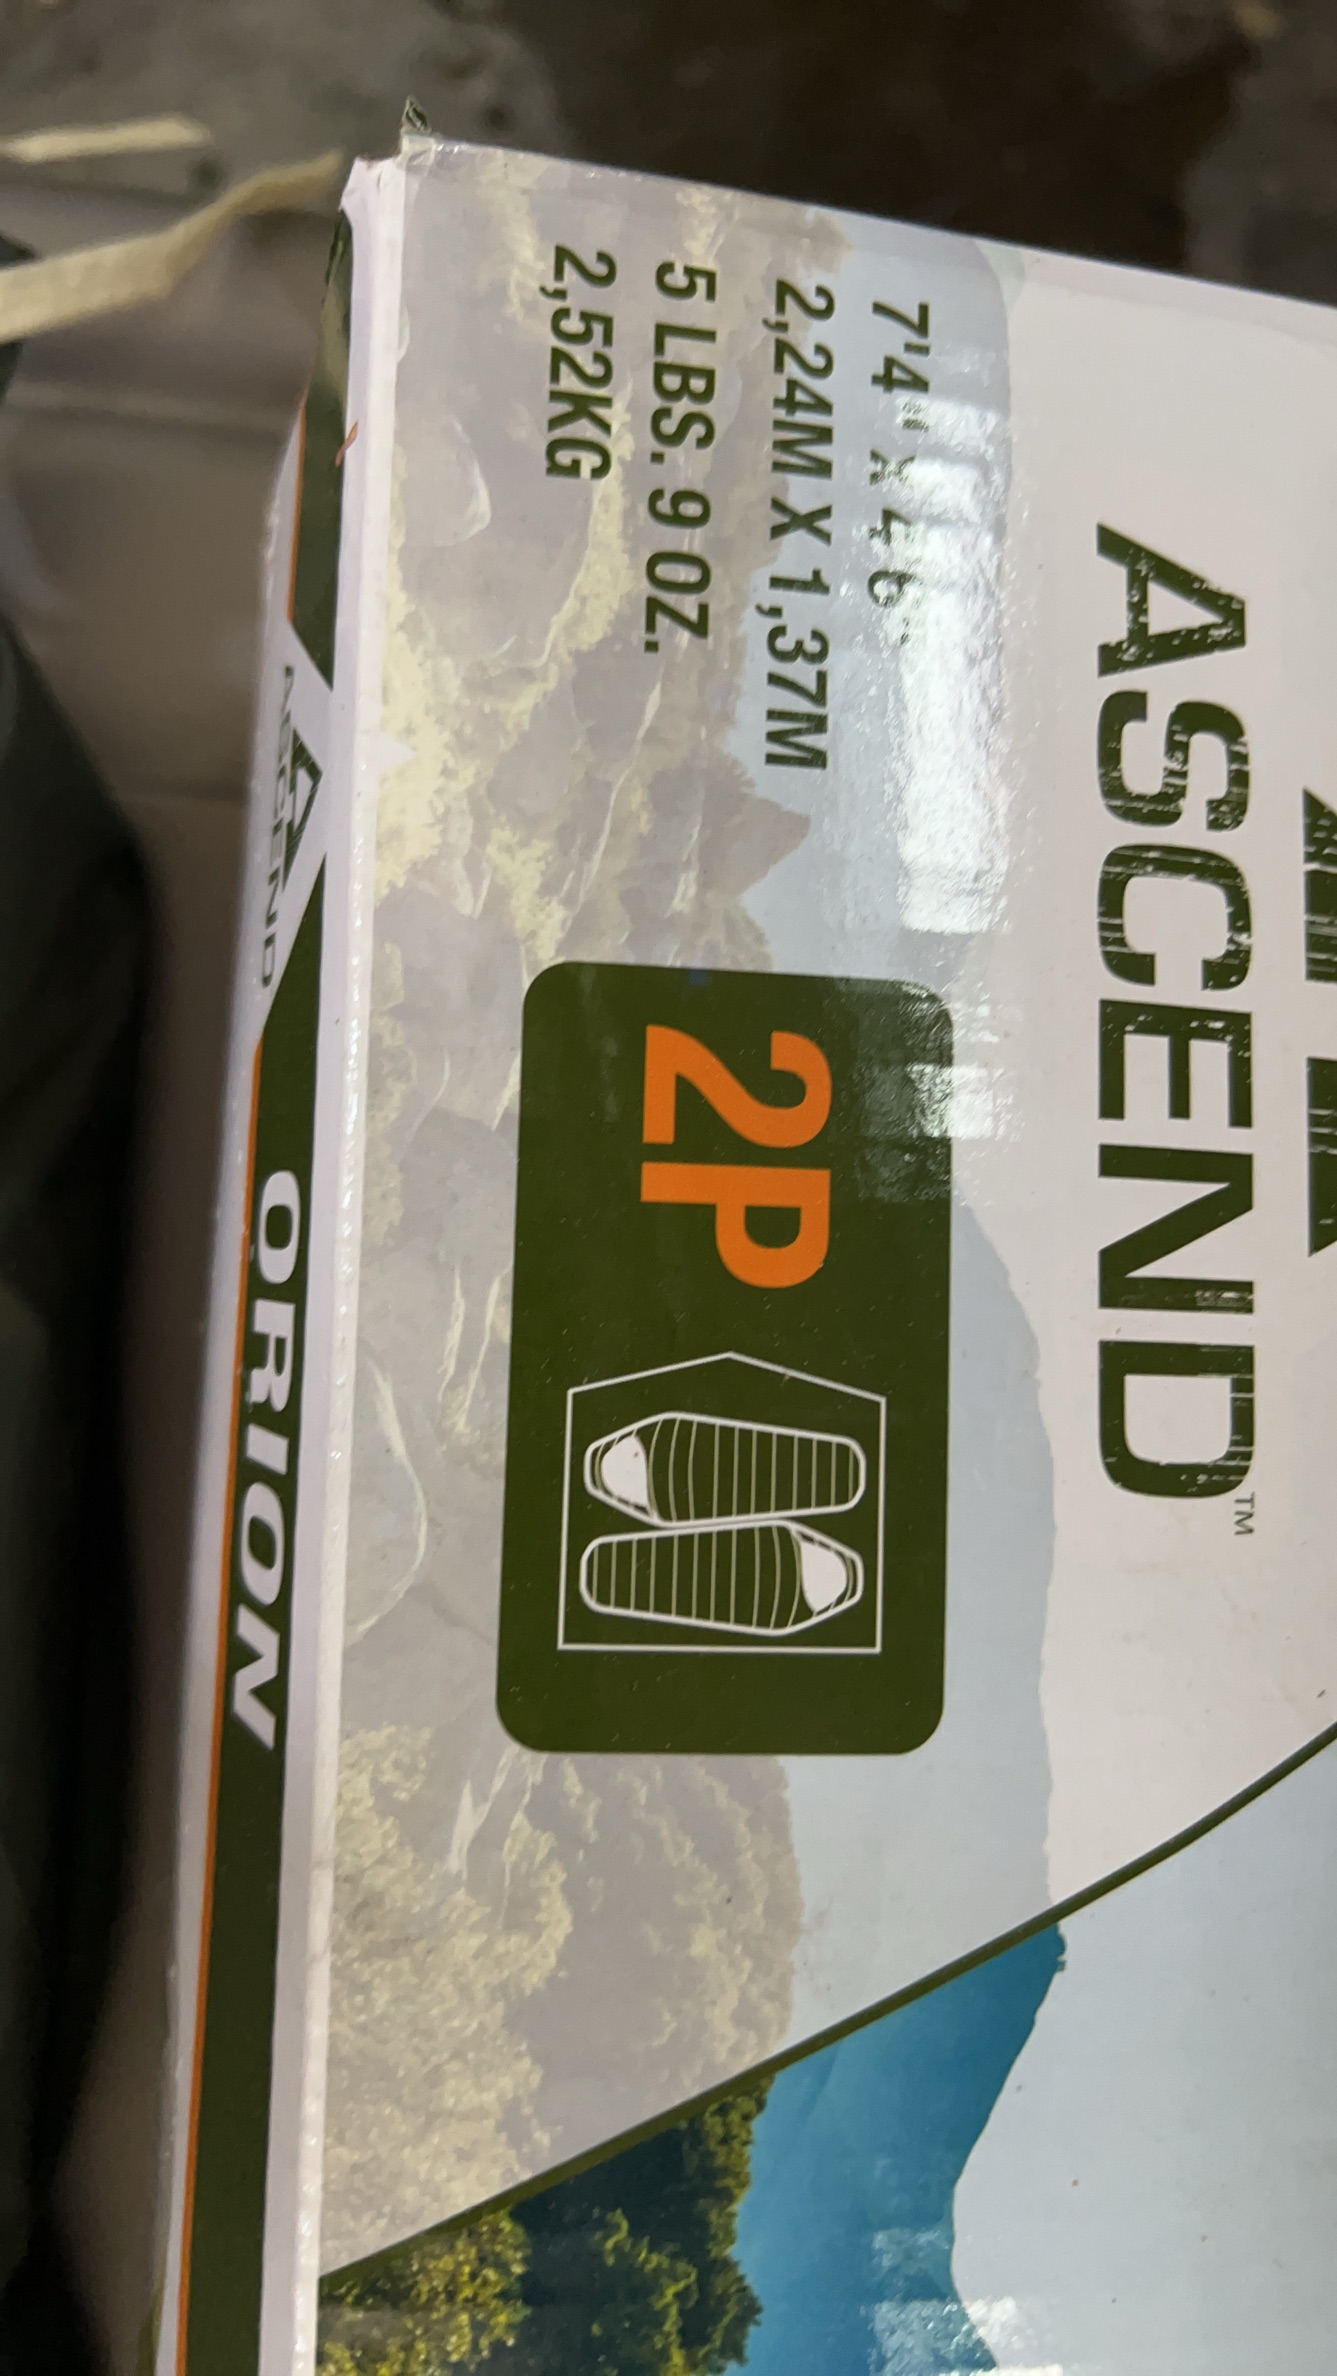 ASCEND™
7'4" X 4'6"
2,24M X 1,37M
5 LBS. 9 OZ.
2,52KG
2P
ASCEND
ORION